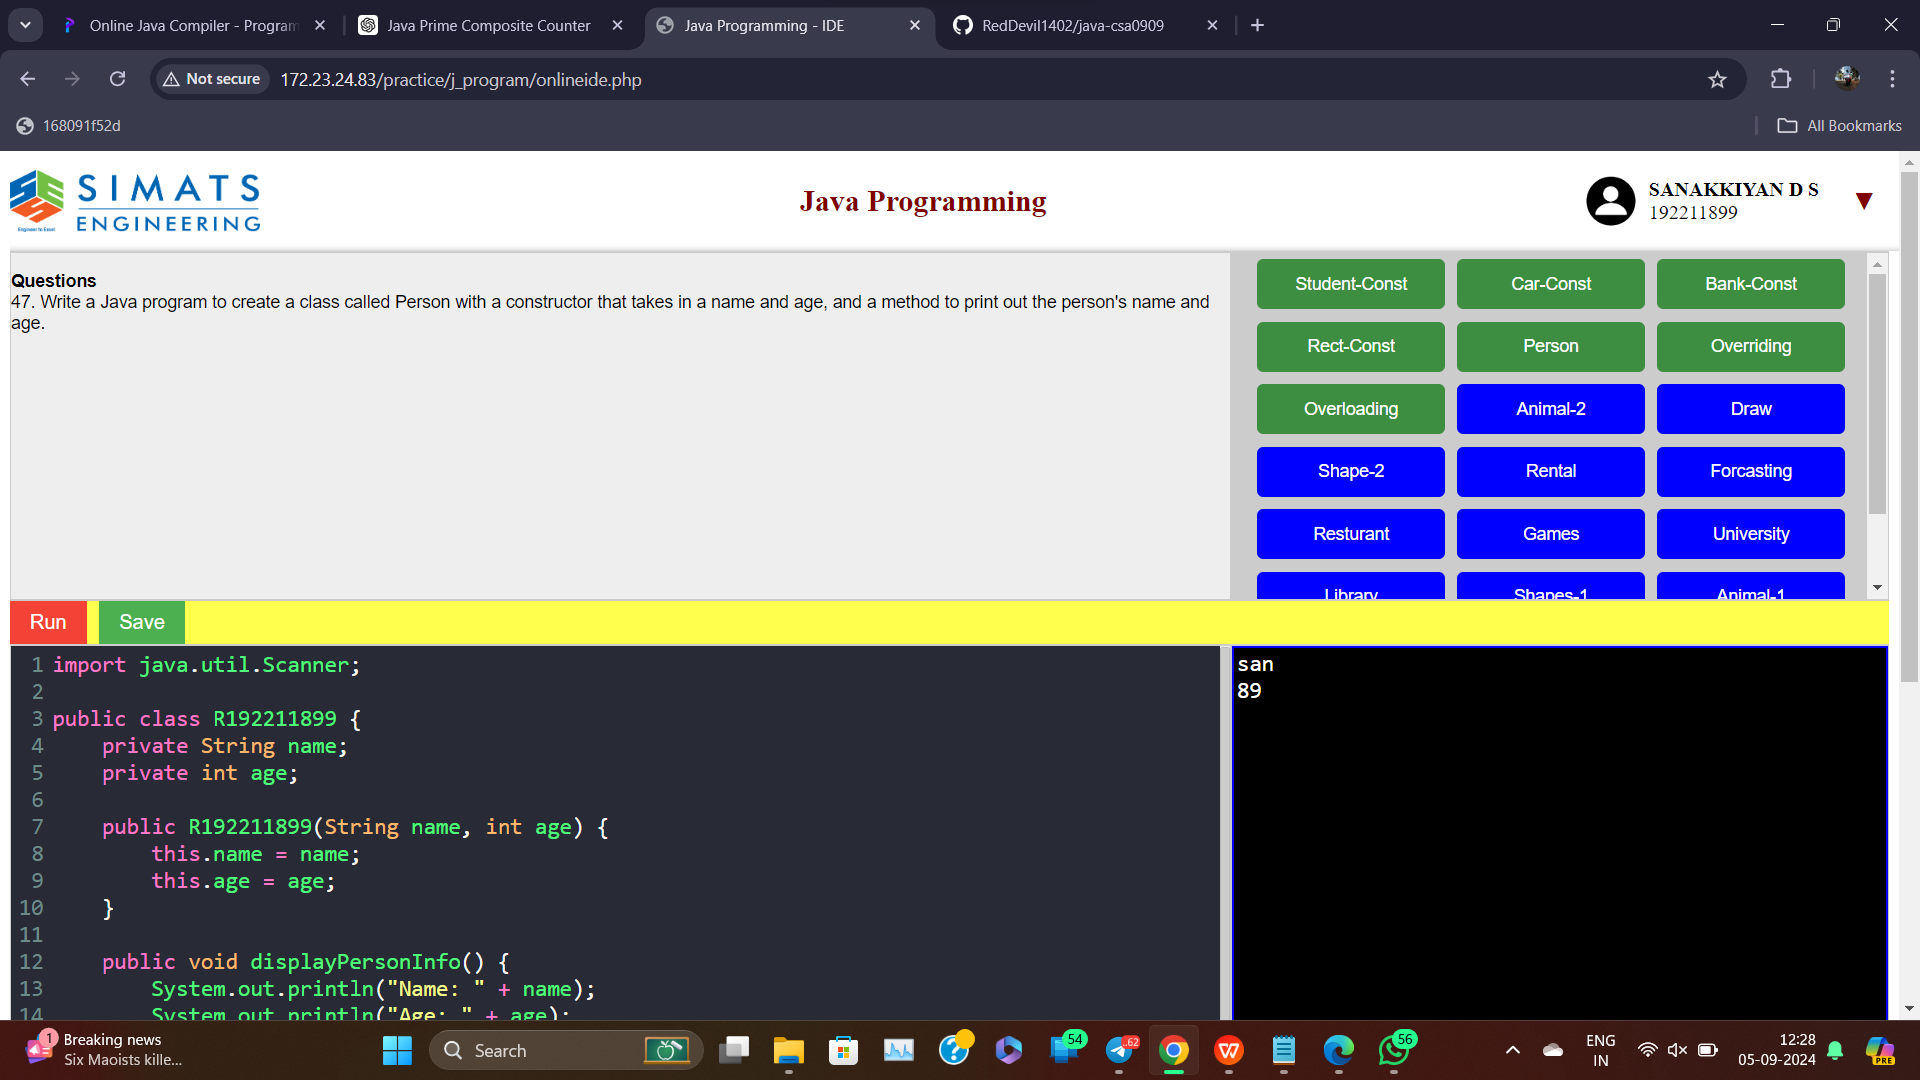 Online Java Compiler - Program
Java Prime Composite Counter
Java Programming - IDE
RedDevil1402/java-csa0909
Not secure
172.23.24.83/practice/j_program/onlineide.php
168091f52d
All Bookmarks
SIMATS
ENGINEERING
Engineer to Excel
Java Programming
SANAKKIYAN D S
192211899
Questions
47. Write a Java program to create a class called Person with a constructor that takes in a name and age, and a method to print out the person's name and
age.
Student-Const
Car-Const
Bank-Const
Rect-Const
Person
Overriding
Overloading
Animal-2
Draw
Shape-2
Rental
Forcasting
Resturant
Games
University
Library
Shapes-1
Animal-1
Run
Save
1 import java.util.Scanner;
2
3 public class R192211899 {
4 private String name;
5 private int age;
6
7 public R192211899(String name, int age) {
8 this.name = name;
9 this.age = age;
10 }
11
12 public void displayPersonInfo() {
13 System.out.println("Name: " + name);
14 System.out.println("Age: " + age);
san
89
1
Breaking news
Six Maoists kille...
Search
54
..62
56
ENG
IN
12:28
05-09-2024
PRE